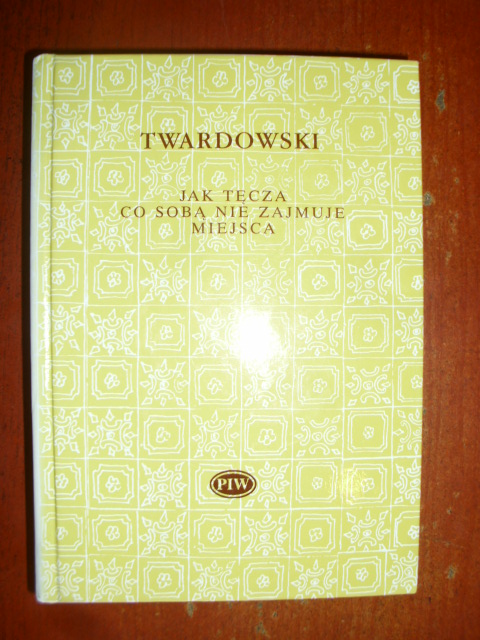 TWARDOWSKI
JAK TĘCZA
CO SOBĄ NIE ZAJMUJE
MIEJSCA
PIW